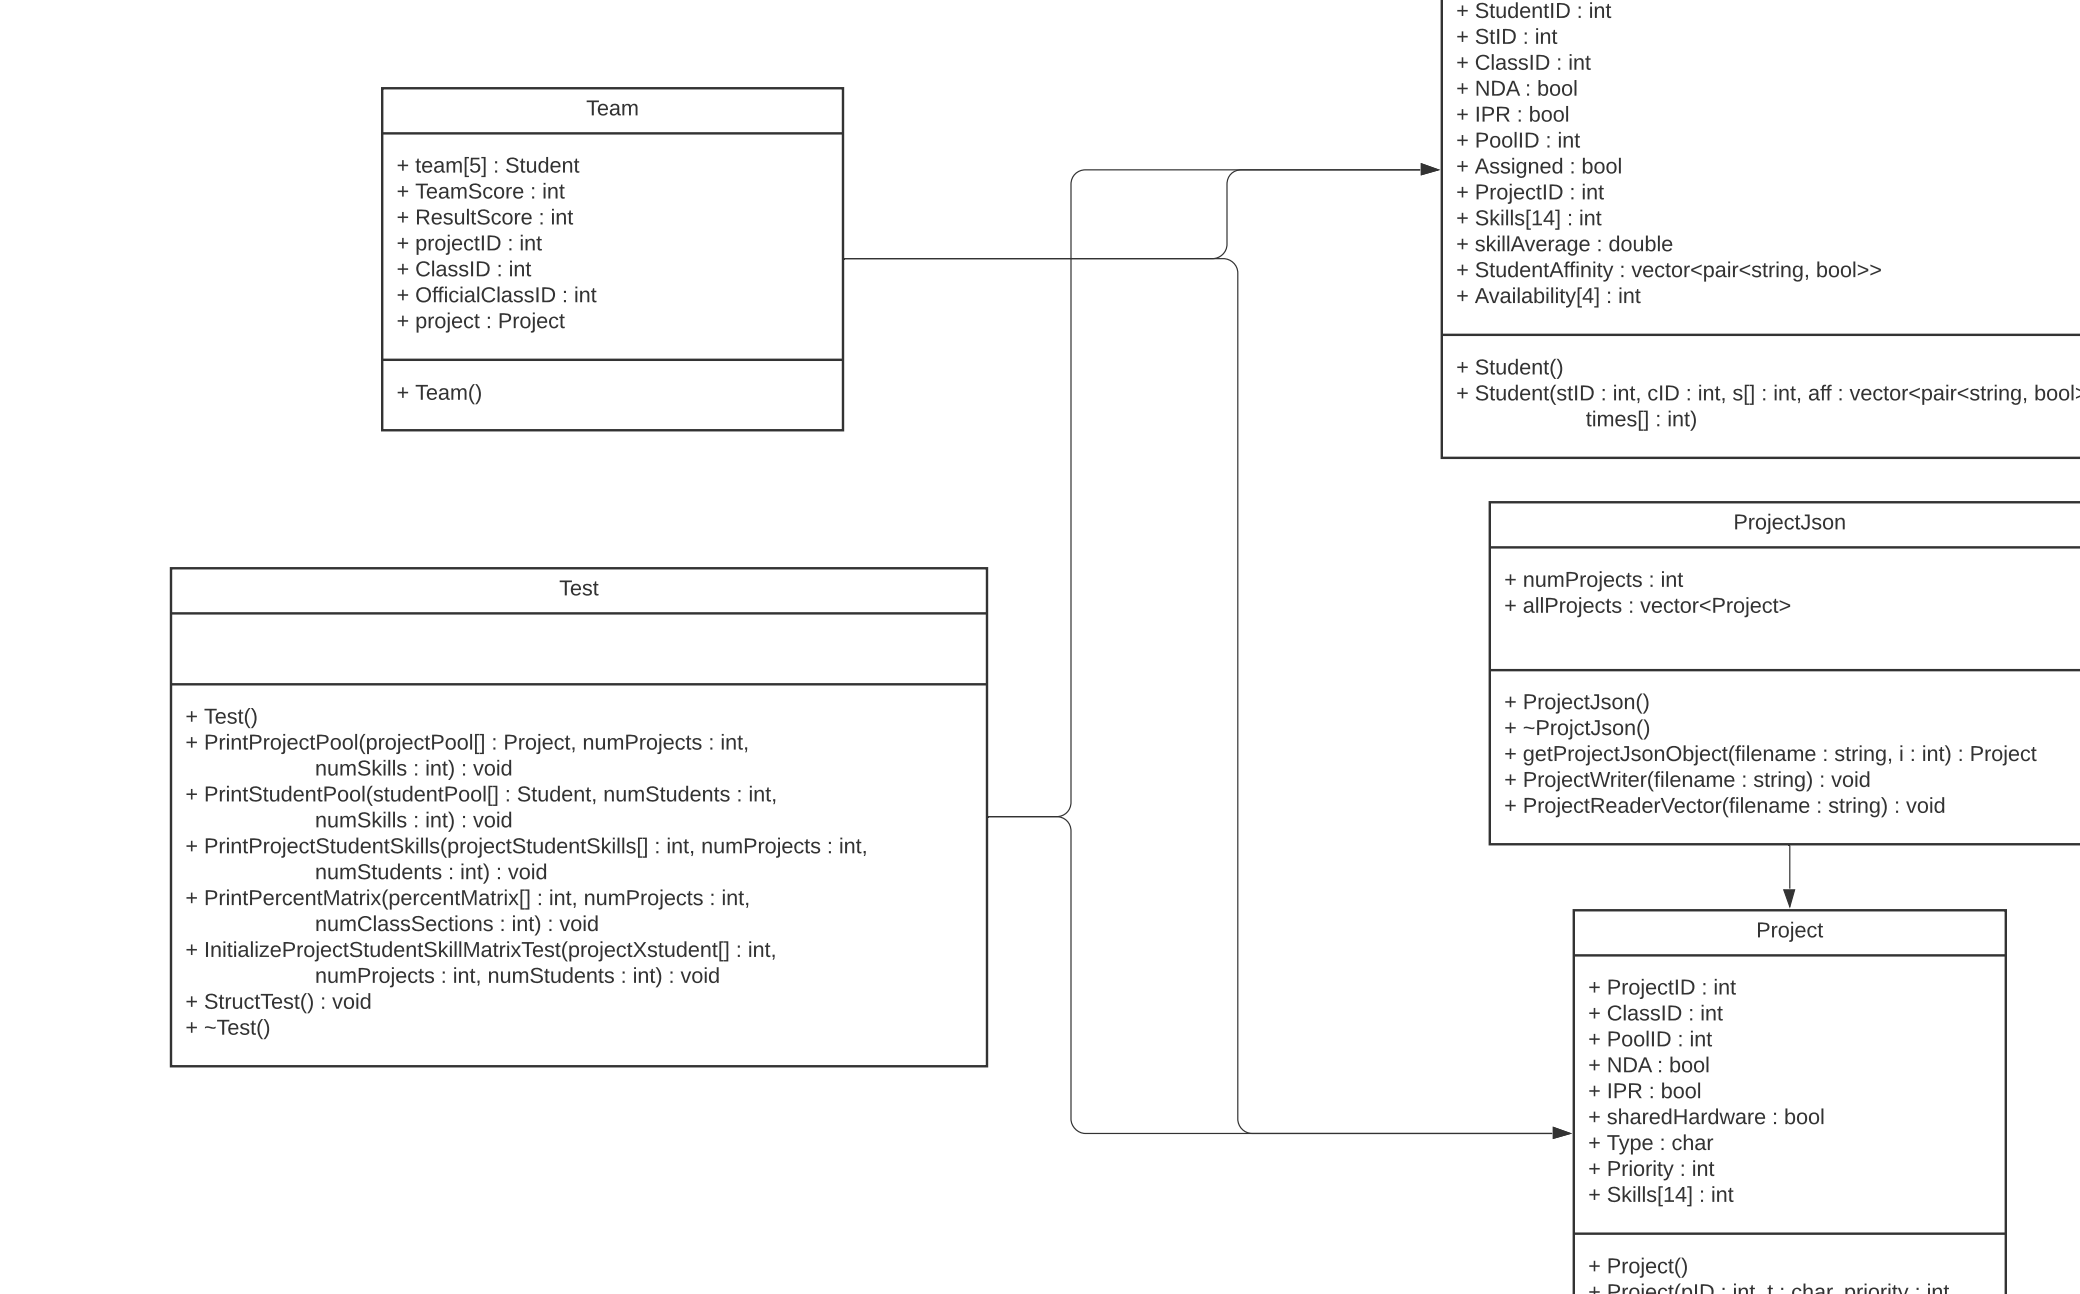 Team
+ team[5] : Student
+ TeamScore : int
+ ResultScore : int
+ projectID : int
+ ClassID : int
+ OfficialClassID : int
+ project : Project
+ Team()
+ StudentID : int
+ StID : int
+ ClassID : int
+ NDA : bool
+ IPR : bool
+ PoolID : int
+ Assigned : bool
+ ProjectID : int
+ Skills[14] : int
+ skillAverage : double
+ StudentAffinity : vector<pair<string, bool>>
+ Availability[4] : int
+ Student()
+ Student(stID : int, cID : int, s[] : int, aff : vector<pair<string, bool>
times[] : int)
Test
+ Test()
+ PrintProjectPool(projectPool[] : Project, numProjects : int,
numSkills : int) : void
+ PrintStudentPool(studentPool[] : Student, numStudents : int,
numSkills : int) : void
+ PrintProjectStudentSkills(projectStudentSkills[] : int, numProjects : int,
numStudents : int) : void
+ PrintPercentMatrix(percentMatrix[] : int, numProjects : int,
numClassSections : int) : void
+ InitializeProjectStudentSkillMatrixTest(projectXstudent[] : int,
numProjects : int, numStudents : int) : void
+ StructTest() : void
+ ~Test()
ProjectJson
+ numProjects : int
+ allProjects : vector<Project>
+ ProjectJson()
+ ~ProjctJson()
+ getProjectJsonObject(filename : string, i : int) : Project
+ ProjectWriter(filename : string) : void
+ ProjectReaderVector(filename : string) : void
Project
+ ProjectID : int
+ ClassID : int
+ PoolID : int
+ NDA : bool
+ IPR : bool
+ sharedHardware : bool
+ Type : char
+ Priority : int
+ Skills[14] : int
+ Project()
+ Project(pID : int, t : char, priority : int,